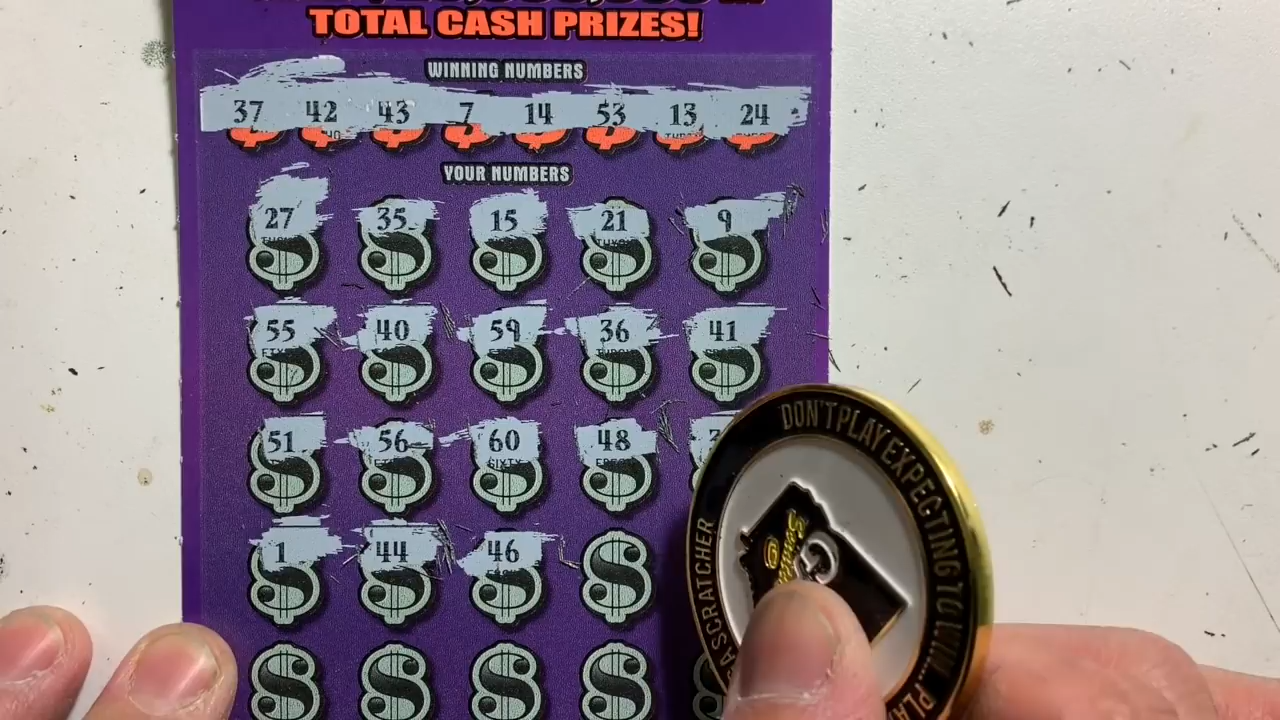 TOTAL CASH PRIZES!
WINNING NUMBERS
37 42 43 7 14 53 13 24
YOUR NUMBERS
27 35 15 21 9
55 40 59 36 41
51 56 60 48
SIXTY
1 44 46
DON'T PLAY EXPECTING TO WIN... PLAY
A SCRATCHER